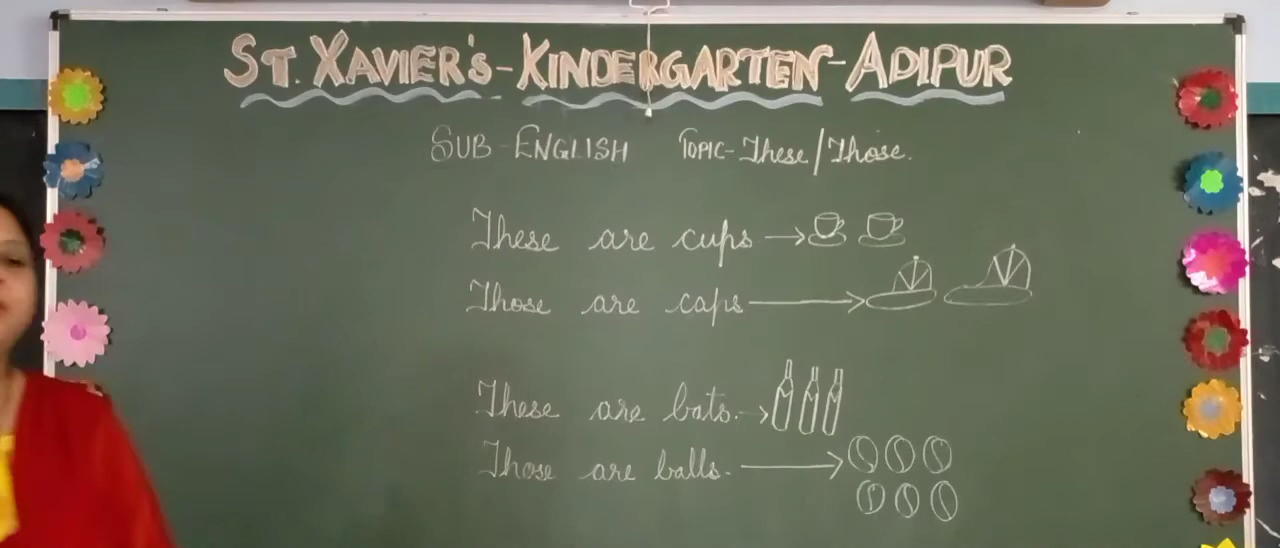 ST. XAVIER'S-KINDERGARTEN-ADIPUR
SUB-ENGLISH TOPIC-These/Those.
These are cups →
Those are caps →
These are bats. →
Those are balls. →